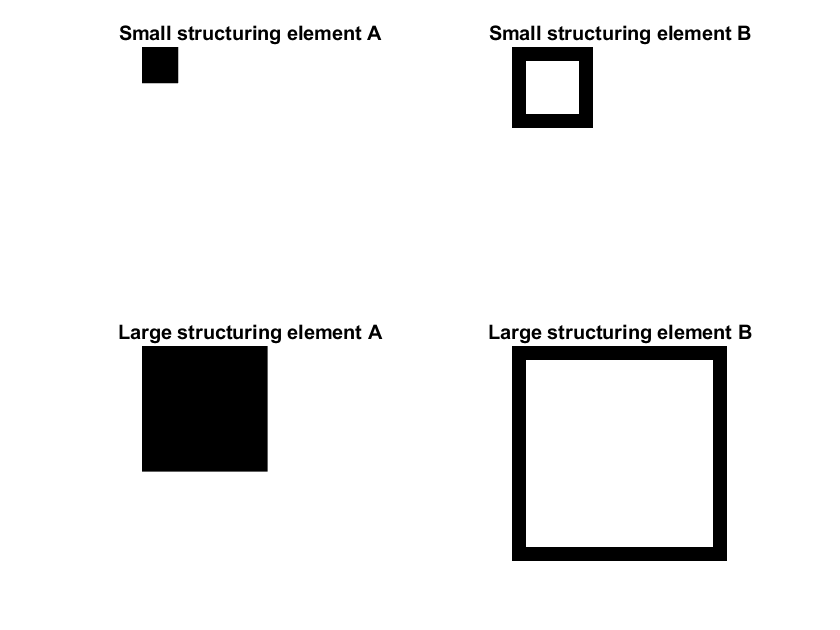 Small structuring element A
Small structuring element B
Large structuring element A
Large structuring element B